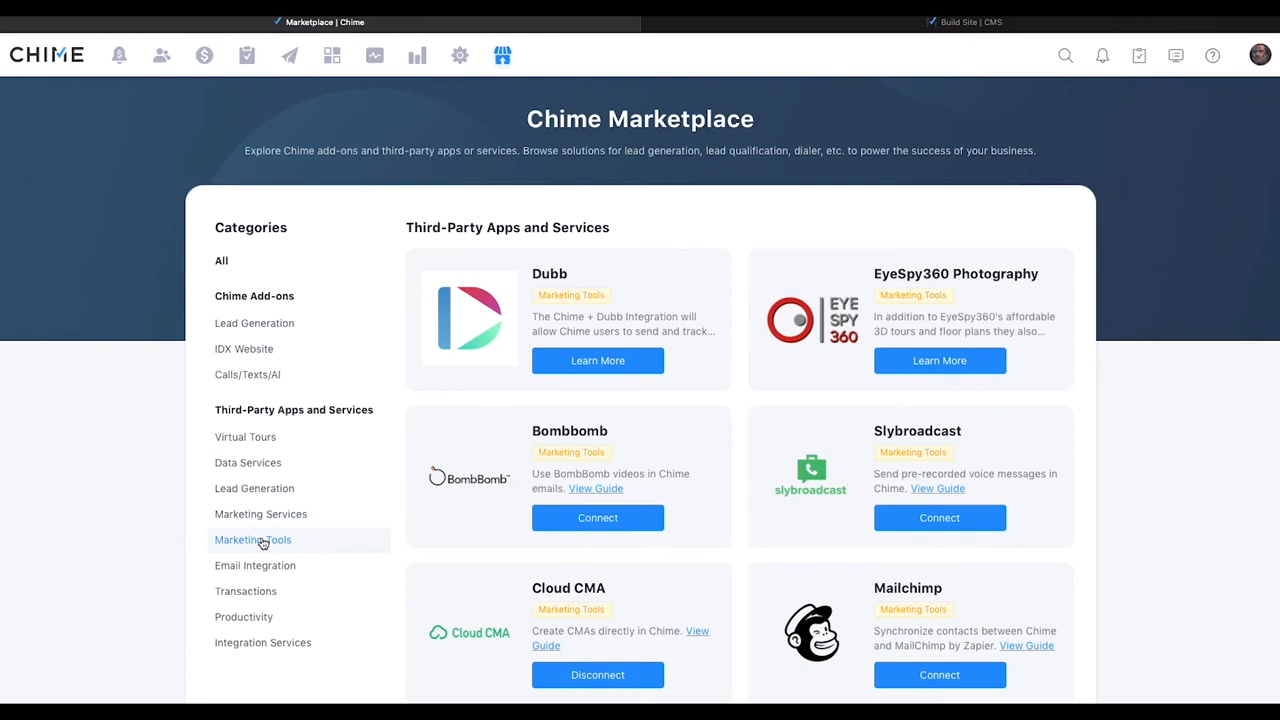 Marketplace | Chime
Build Site | CMS
CHIME
Chime Marketplace
Explore Chime add-ons and third-party apps or services. Browse solutions for lead generation, lead qualification, dialer, etc. to power the success of your business.
Categories
All
Chime Add-ons
Lead Generation
IDX Website
Calls/Texts/AI
Third-Party Apps and Services
Virtual Tours
Data Services
Lead Generation
Marketing Services
Marketing Tools
Email Integration
Transactions
Productivity
Integration Services
Third-Party Apps and Services
Dubb
Marketing Tools
The Chime + Dubb Integration will
allow Chime users to send and track...
Learn More
EYE
SPY
360
EyeSpy360 Photography
Marketing Tools
In addition to EyeSpy360's affordable
3D tours and floor plans they also...
Learn More
BombBomb
Bombbomb
Marketing Tools
Use BombBomb videos in Chime
emails. View Guide
Connect
slybroadcast
Slybroadcast
Marketing Tools
Send pre-recorded voice messages in
Chime. View Guide
Connect
Cloud CMA
Cloud CMA
Marketing Tools
Create CMAs directly in Chime. View
Guide
Disconnect
Mailchimp
Marketing Tools
Synchronize contacts between Chime
and MailChimp by Zapier. View Guide
Connect